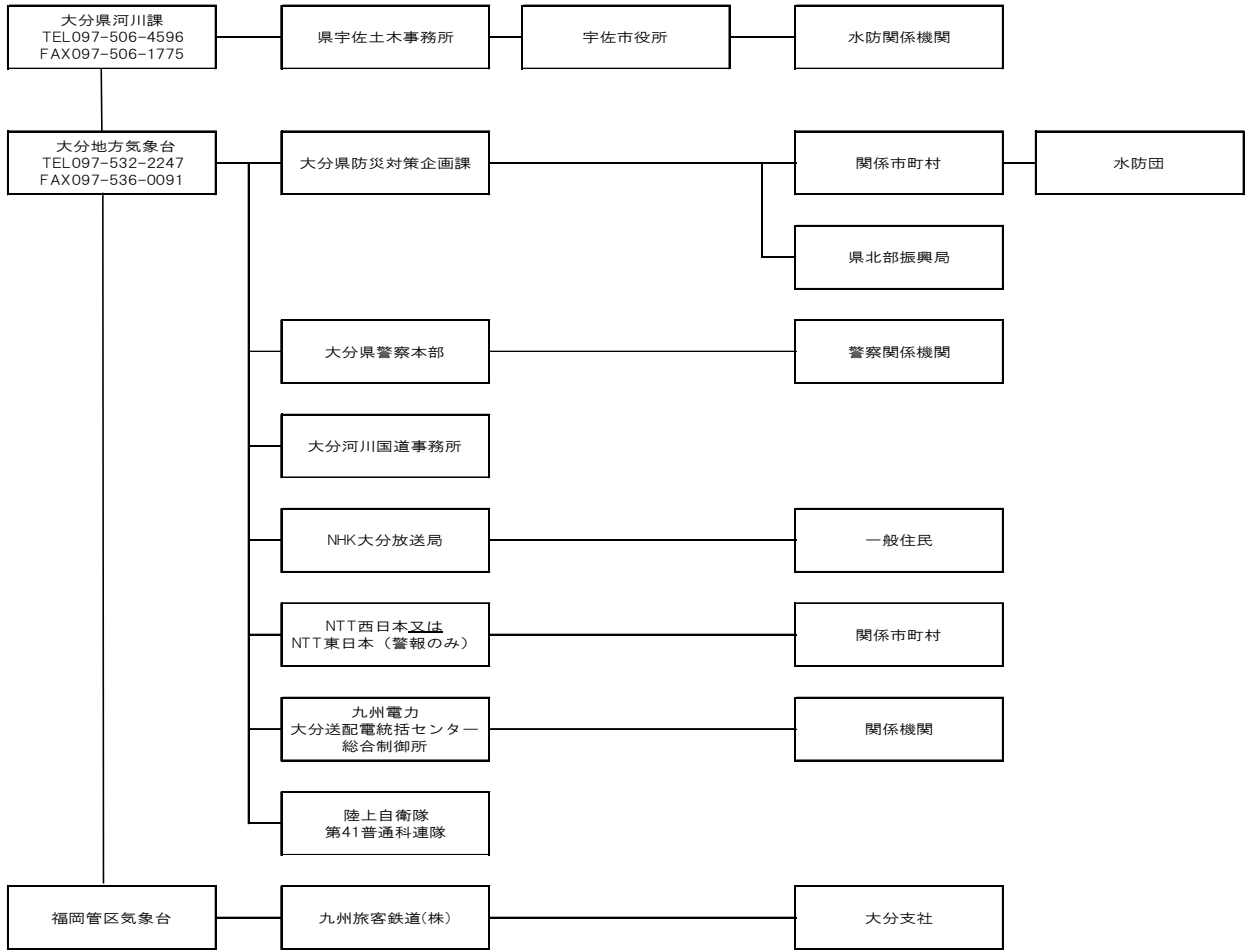 大分県河川課
TEL097-506-4596
FAX097-506-1775
県宇佐土木事務所
宇佐市役所
水防関係機関
大分地方気象台
TEL097-532-2247
FAX097-536-0091
大分県防災対策企画課
関係市町村
水防団
県北部振興局
大分県警察本部
警察関係機関
大分河川国道事務所
NHK大分放送局
一般住民
NTT西日本又は
NTT東日本（警報のみ）
関係市町村
九州電力
大分送配電統括センター
総合制御所
関係機関
陸上自衛隊
第41普通科連隊
福岡管区気象台
九州旅客鉄道(株)
大分支社